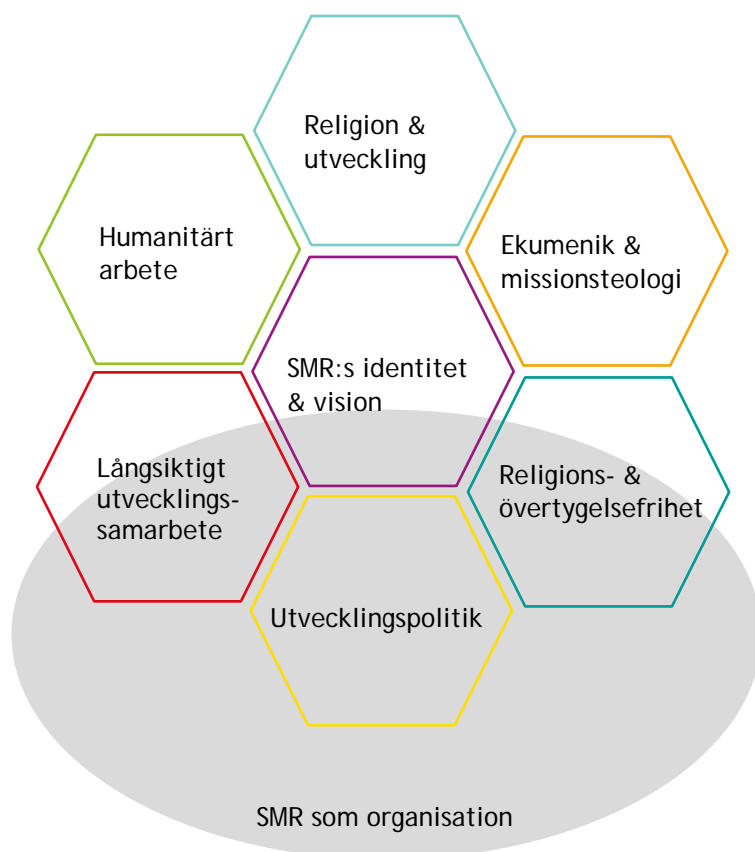 Religion &
utveckling
Humanitärt
arbete
Ekumenik &
missionsteologi
SMR:s identitet
& vision
Långsiktigt
utvecklings-
samarbete
Religions- &
övertygelsefrihet
Utvecklingspolitik
SMR som organisation